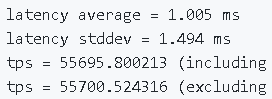 latency average = 1.005 ms
latency stddev = 1.494 ms
tps = 55695.800213 (including
tps = 55700.524316 (excluding